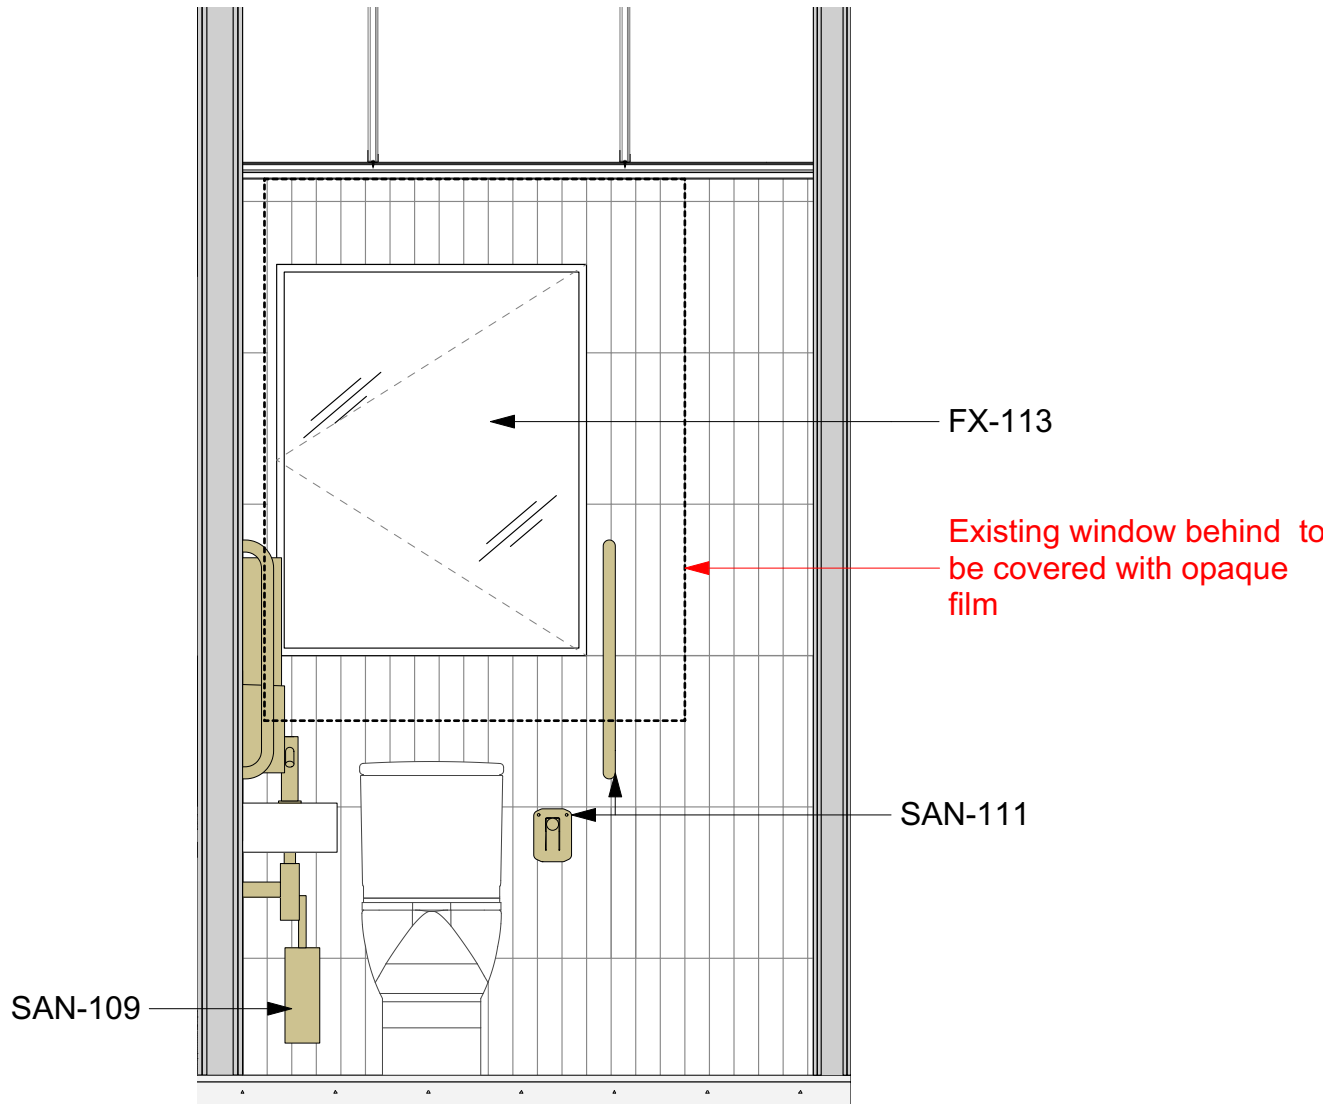 FX-113
Existing window behind to
be covered with opaque
film
SAN-111
SAN-109